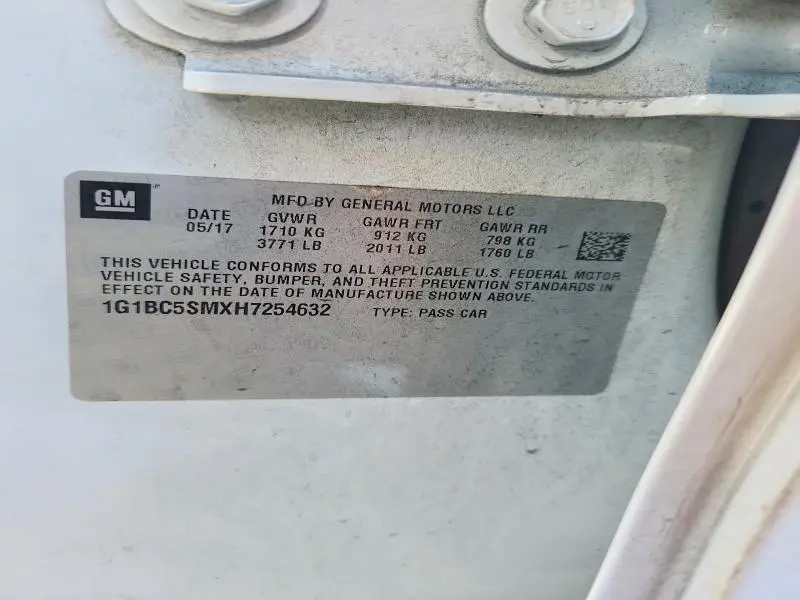 GM
MFD BY GENERAL MOTORS LLC
DATE GVWR GAWR FRT GAWR RR
05/17 1710 KG 912 KG 798 KG
3771 LB 2011 LB 1760 LB
THIS VEHICLE CONFORMS TO ALL APPLICABLE U.S. FEDERAL MOTOR
VEHICLE SAFETY, BUMPER, AND THEFT PREVENTION STANDARDS IN
EFFECT ON THE DATE OF MANUFACTURE SHOWN ABOVE.
1G1BC5SMXH7254632 TYPE: PASS CAR